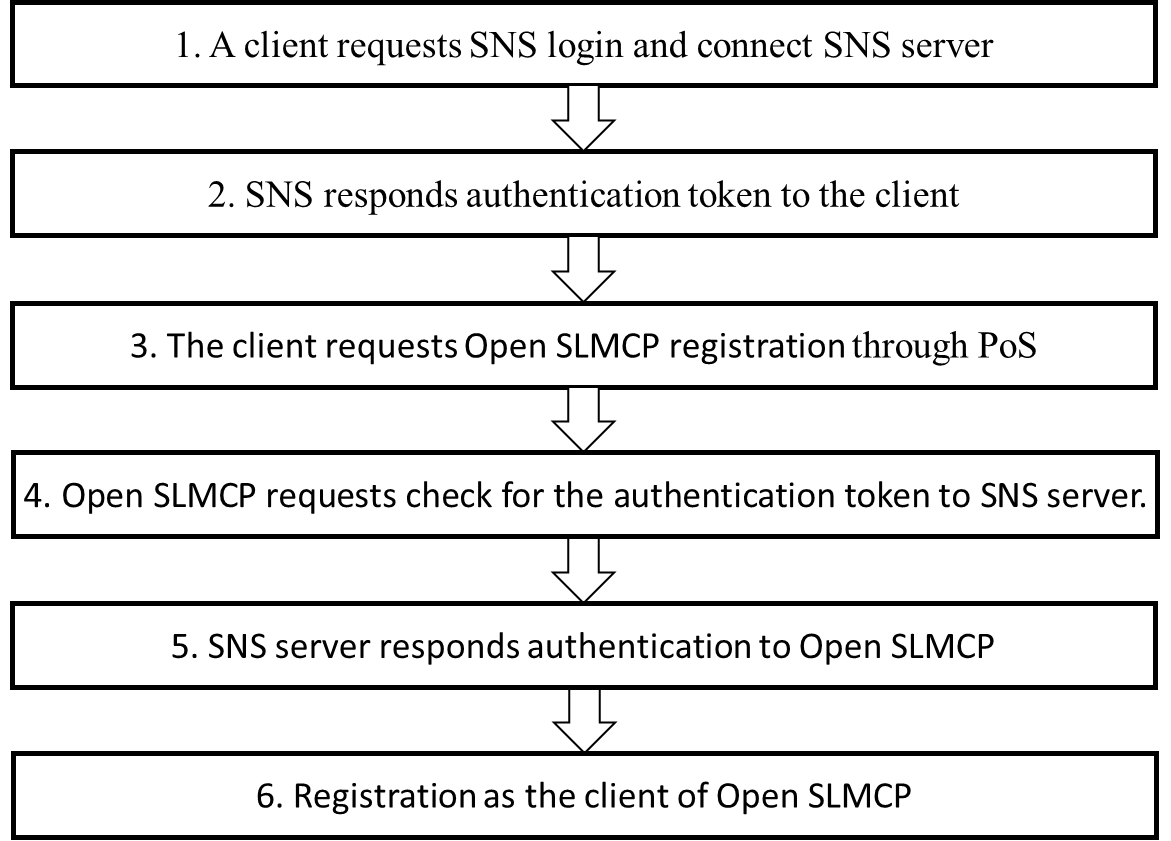 1. A client requests SNS login and connect SNS server
2. SNS responds authentication token to the client
3. The client requests Open SLMCP registration through PoS
4. Open SLMCP requests check for the authentication token to SNS server.
5. SNS server responds authentication to Open SLMCP
6. Registration as the client of Open SLMCP